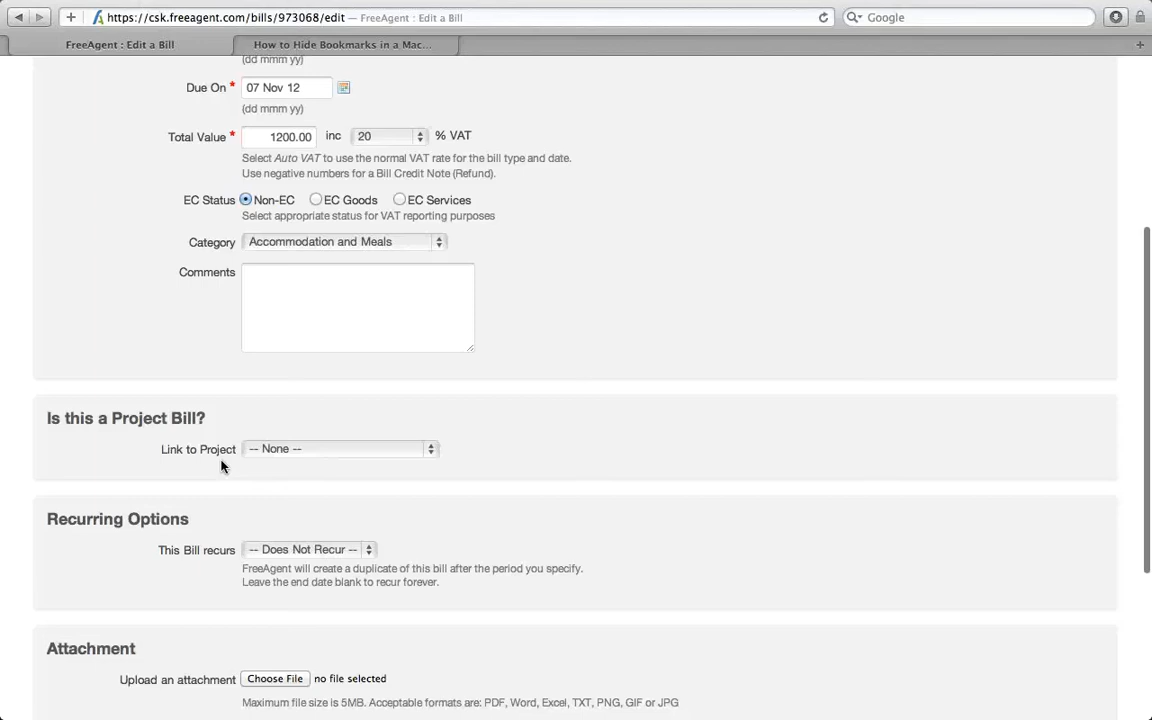 https://csk.freeagent.com/bills/973068/edit — FreeAgent : Edit a Bill
Google
FreeAgent : Edit a Bill
How to Hide Bookmarks in a Mac...
(dd mmm yy)
Due On * 07 Nov 12
(dd mmm yy)
Total Value * 1200.00 inc 20 % VAT
Select Auto VAT to use the normal VAT rate for the bill type and date.
Use negative numbers for a Bill Credit Note (Refund).
EC Status Non-EC EC Goods EC Services
Select appropriate status for VAT reporting purposes
Category Accommodation and Meals
Comments
Is this a Project Bill?
Link to Project -- None --
Recurring Options
This Bill recurs -- Does Not Recur --
FreeAgent will create a duplicate of this bill after the period you specify.
Leave the end date blank to recur forever.
Attachment
Upload an attachment Choose File no file selected
Maximum file size is 5MB. Acceptable formats are: PDF, Word, Excel, TXT, PNG, GIF or JPG